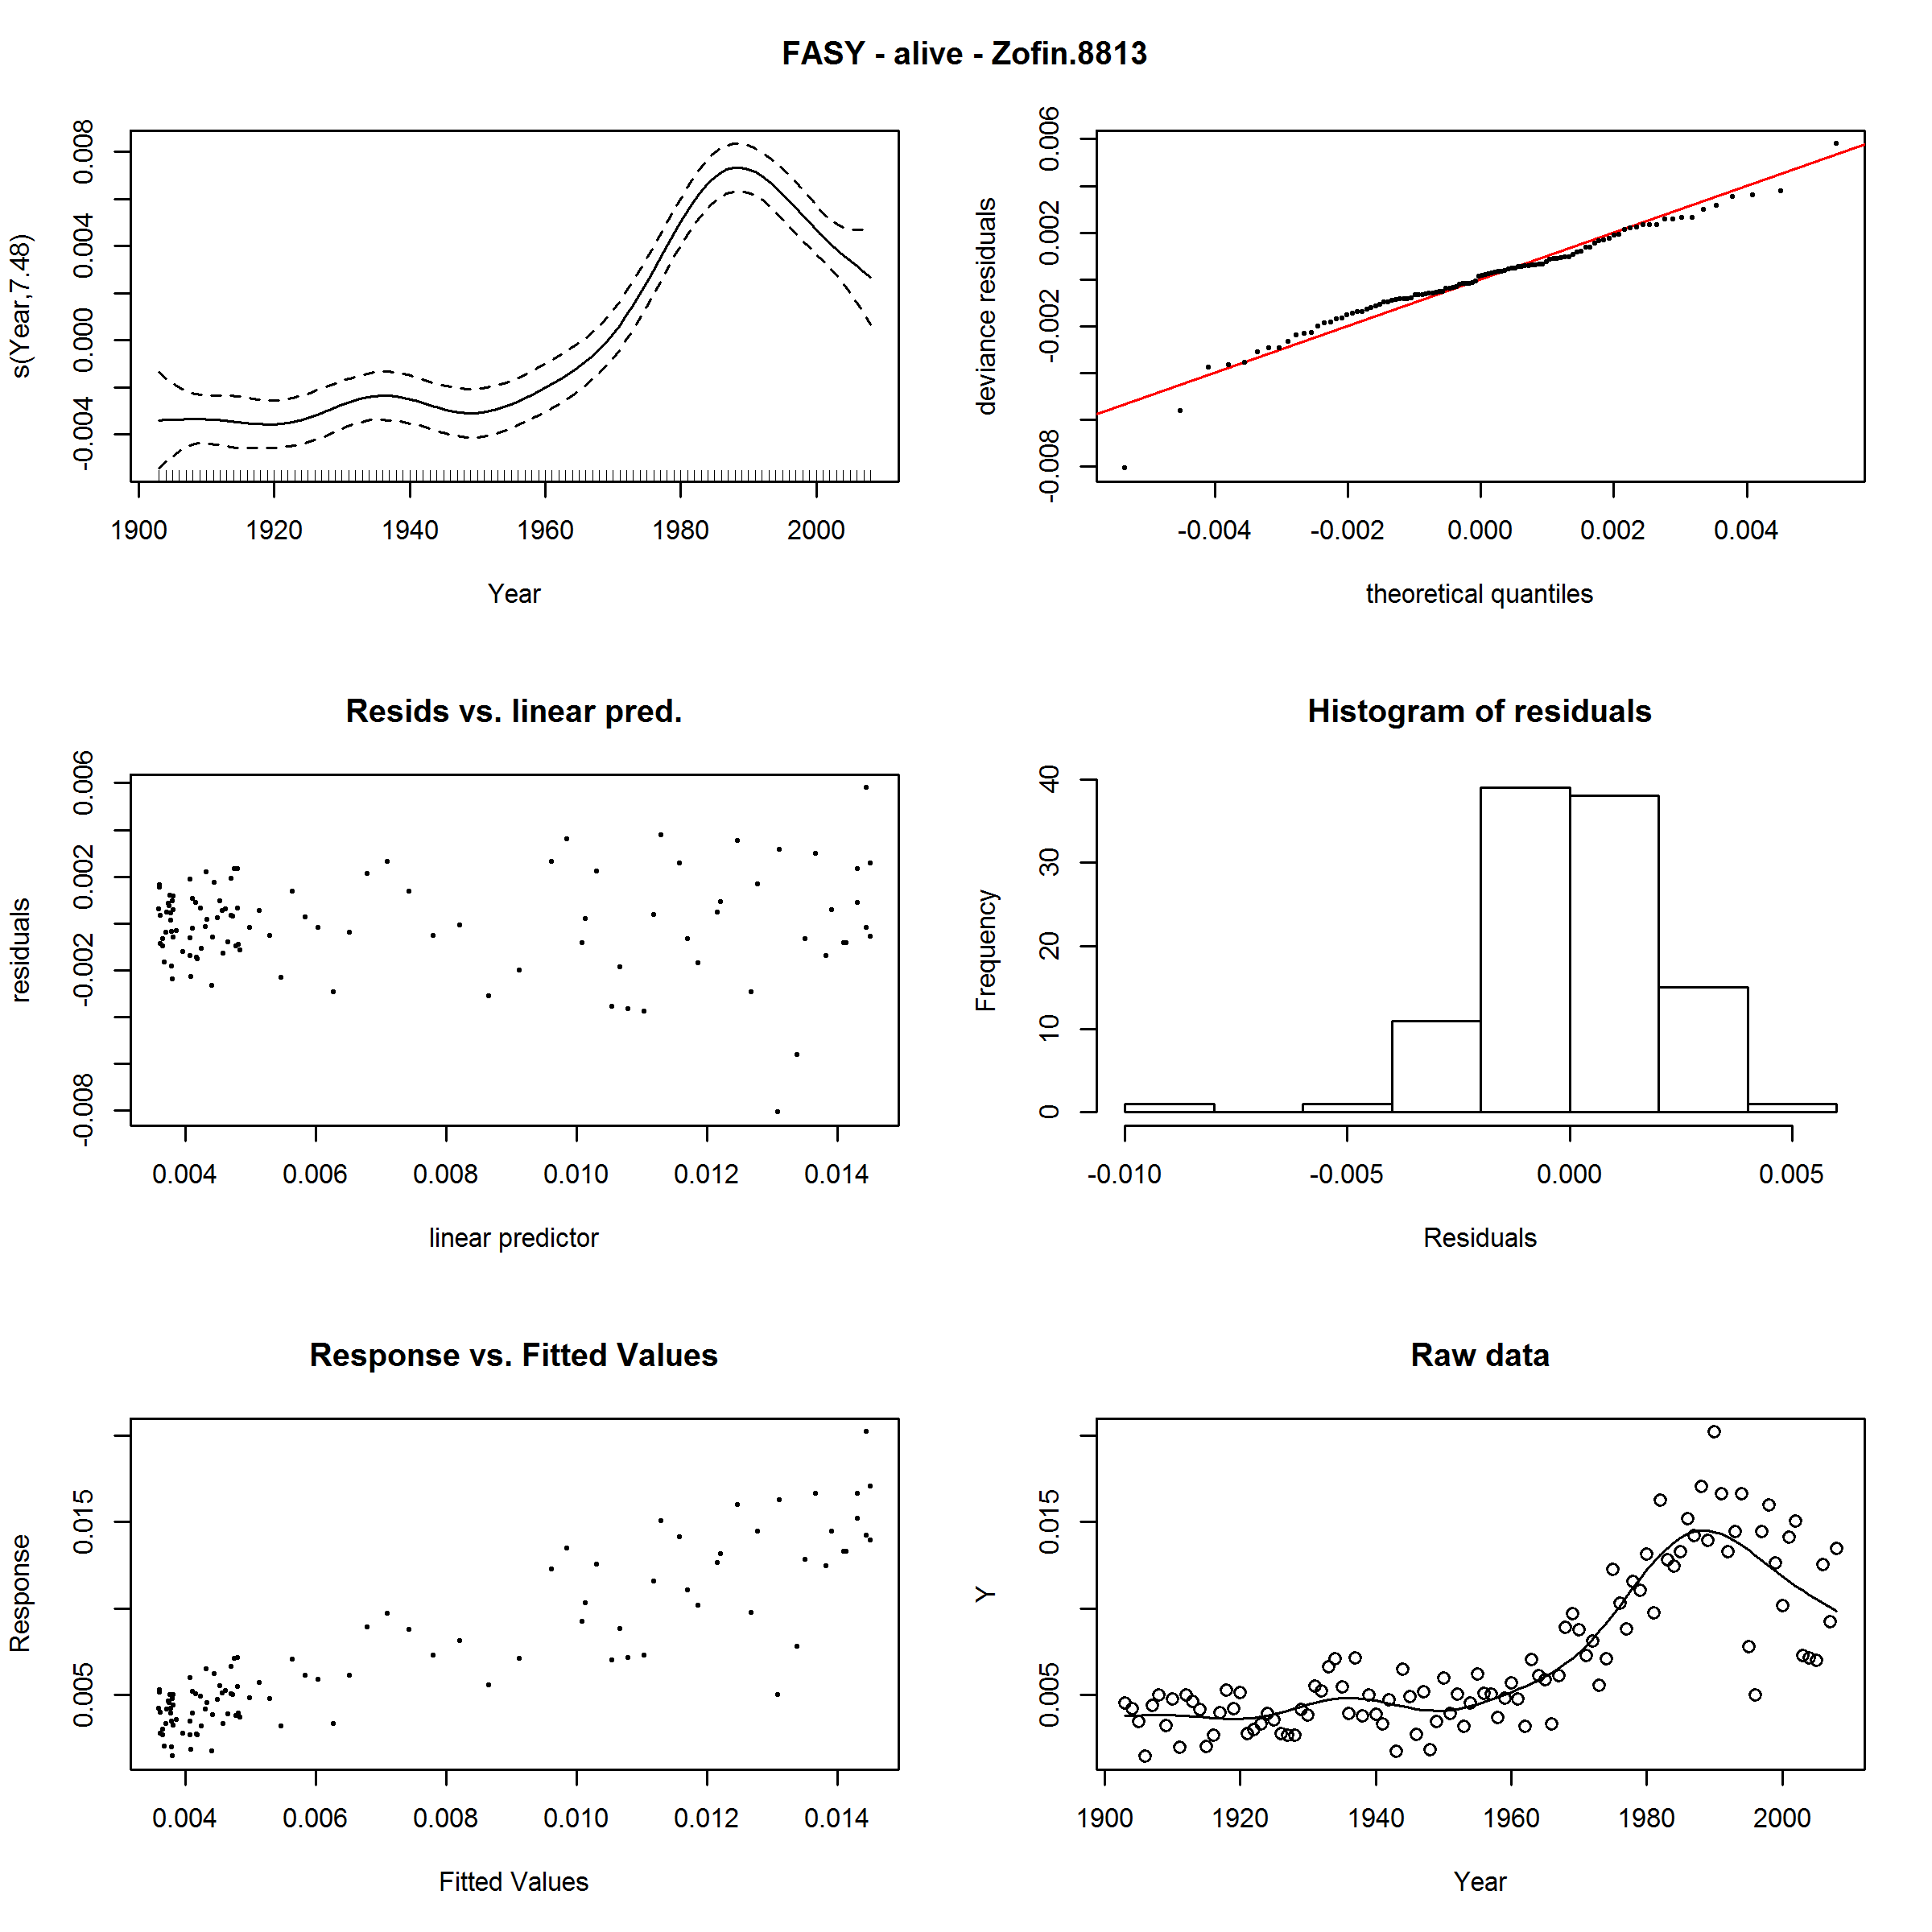 FASY - alive - Zofin.8813
s(Year,7.48)
0.008
0.004
0.000
-0.004
1900 1920 1940 1960 1980 2000
Year
deviance residuals
0.006
0.002
-0.002
-0.008
-0.004 -0.002 0.000 0.002 0.004
theoretical quantiles
Resids vs. linear pred.
residuals
0.006
0.002
-0.002
-0.008
0.004 0.006 0.008 0.010 0.012 0.014
linear predictor
Histogram of residuals
Frequency
40
30
20
10
0
-0.010 -0.005 0.000 0.005
Residuals
Response vs. Fitted Values
Response
0.015
0.005
0.004 0.006 0.008 0.010 0.012 0.014
Fitted Values
Raw data
Y
0.015
0.005
1900 1920 1940 1960 1980 2000
Year